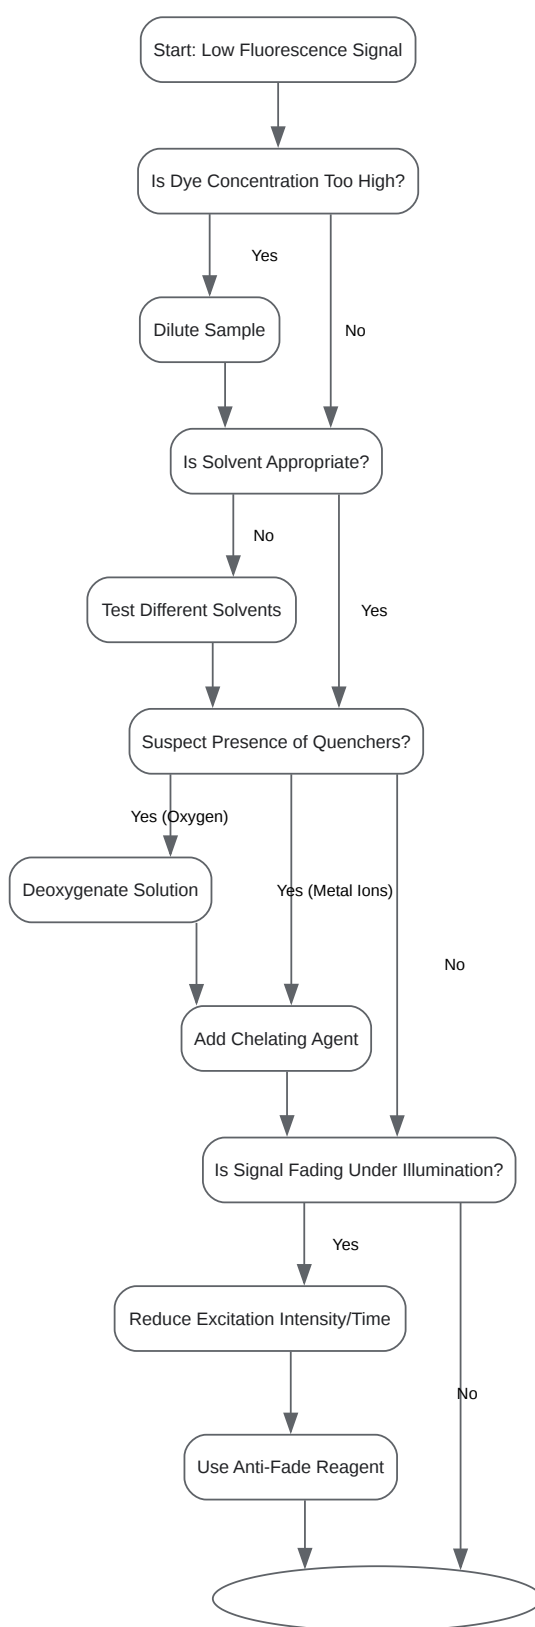 Start: Low Fluorescence Signal
Is Dye Concentration Too High?
Yes
Dilute Sample
No
Is Solvent Appropriate?
No
Test Different Solvents
Yes
Suspect Presence of Quenchers?
Yes (Oxygen)
Deoxygenate Solution
Yes (Metal Ions)
No
Add Chelating Agent
Is Signal Fading Under Illumination?
Yes
Reduce Excitation Intensity/Time
No
Use Anti-Fade Reagent